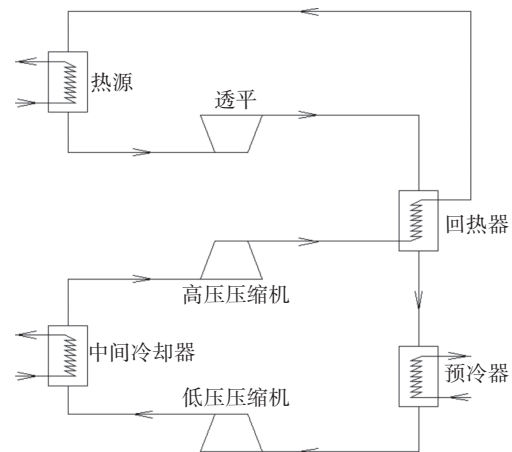 热源
透平
回热器
高压压缩机
中间冷却器
预冷器
低压压缩机